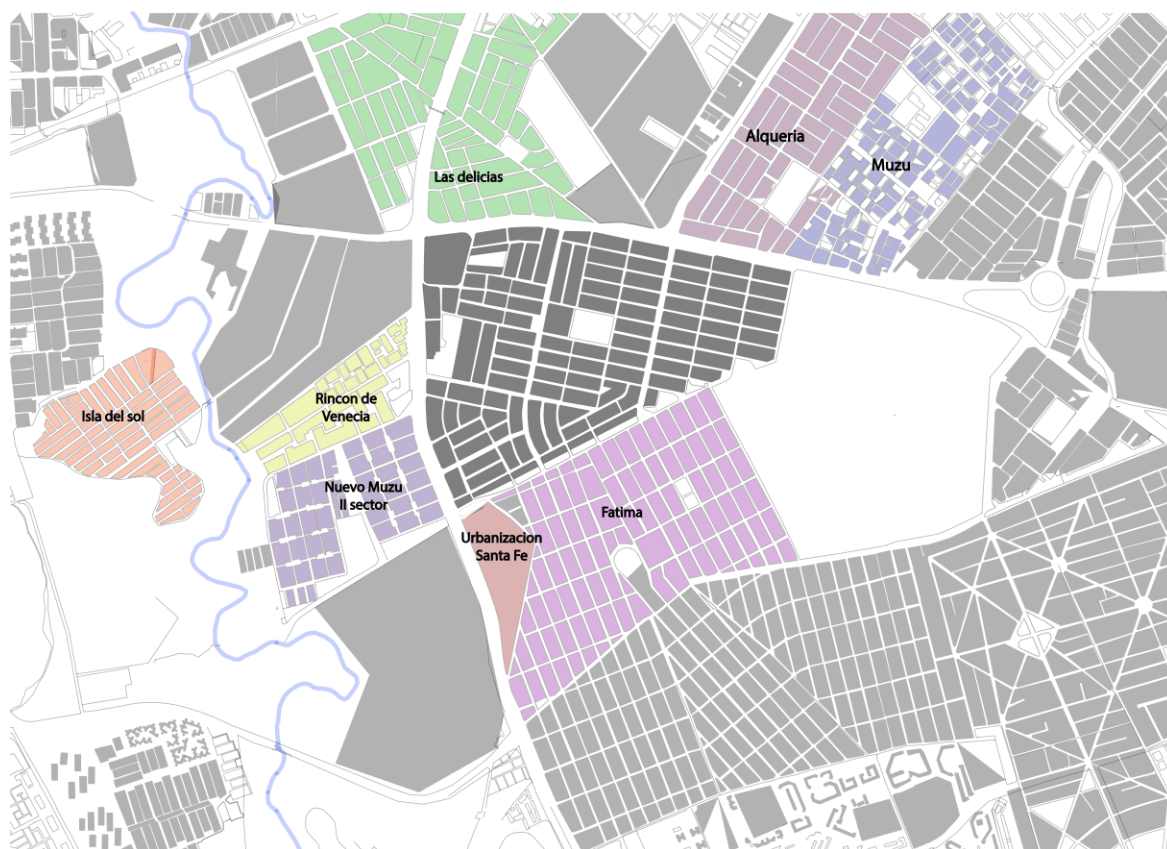 Alqueria
Muzu
Las delicias
Rincon de
Venecia
Isla del sol
Nuevo Muzu
II sector
Fatima
Urbanizacion
Santa Fe